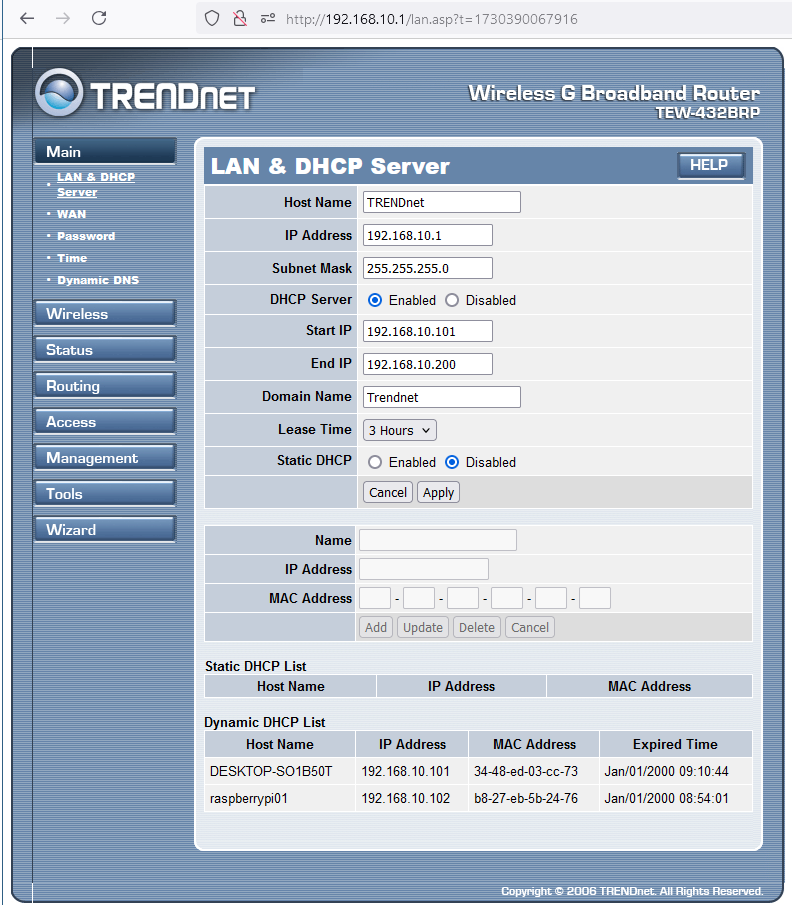 http://192.168.10.1/lan.asp?t=1730390067916
TRENDNET
Wireless G Broadband Router
TEW-432BRP
Main
LAN & DHCP
Server
WAN
Password
Time
Dynamic DNS
Wireless
Status
Routing
Access
Management
Tools
Wizard
LAN & DHCP Server
HELP
Host Name TRENDnet
IP Address 192.168.10.1
Subnet Mask 255.255.255.0
DHCP Server Enabled Disabled
Start IP 192.168.10.101
End IP 192.168.10.200
Domain Name Trendnet
Lease Time 3 Hours
Static DHCP Enabled Disabled
Cancel Apply
Name
IP Address
MAC Address - - - - -
Add Update Delete Cancel
Static DHCP List
Host Name IP Address MAC Address
Dynamic DHCP List
Host Name IP Address MAC Address Expired Time
DESKTOP-SO1B50T 192.168.10.101 34-48-ed-03-cc-73 Jan/01/2000 09:10:44
raspberrypi01 192.168.10.102 b8-27-eb-5b-24-76 Jan/01/2000 08:54:01
Copyright © 2006 TRENDnet. All Rights Reserved.